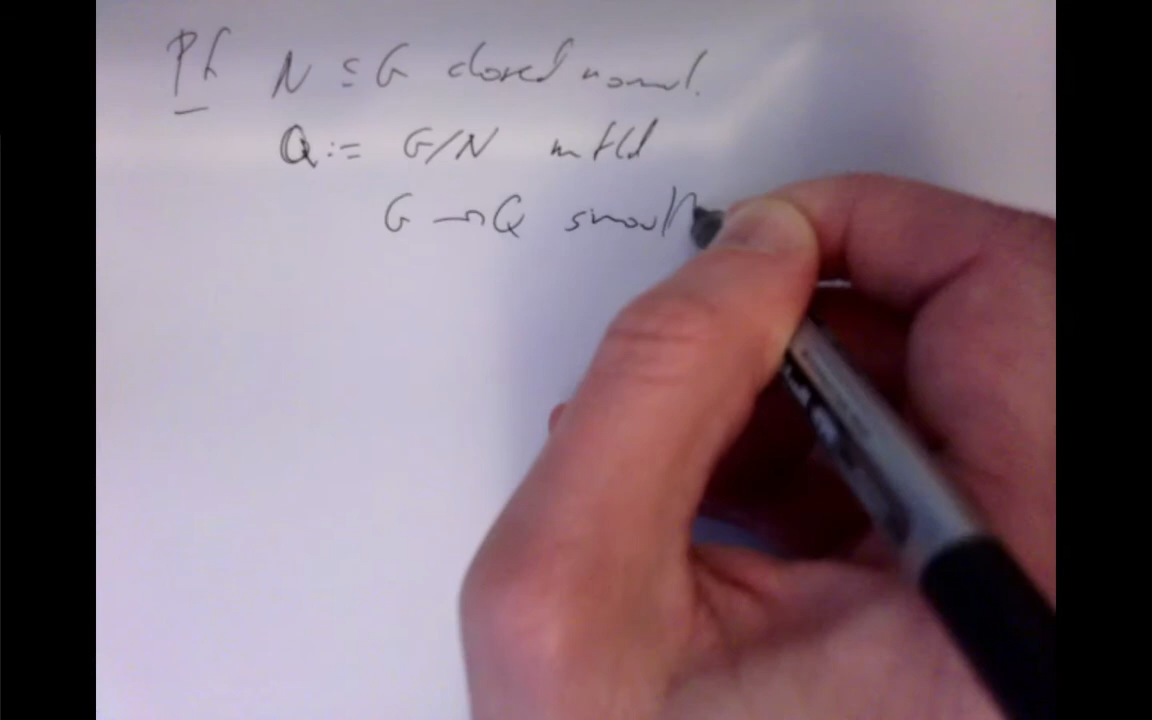 Pf N ⊆ G closed normal.
Q := G/N mfld
G → Q smooth